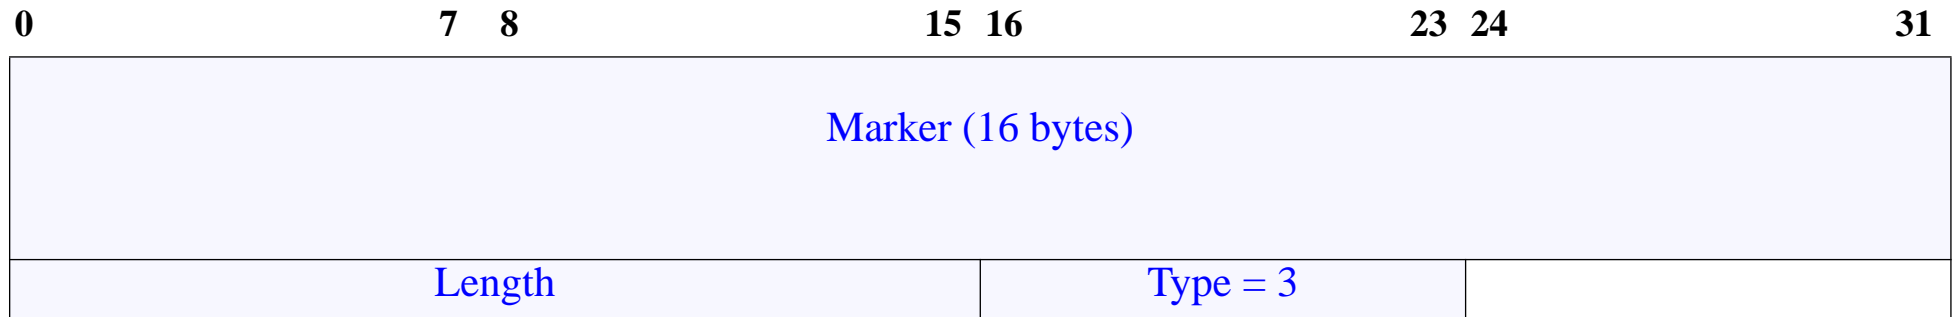 0 7 8 15 16 23 24 31
Marker (16 bytes)
Length Type = 3